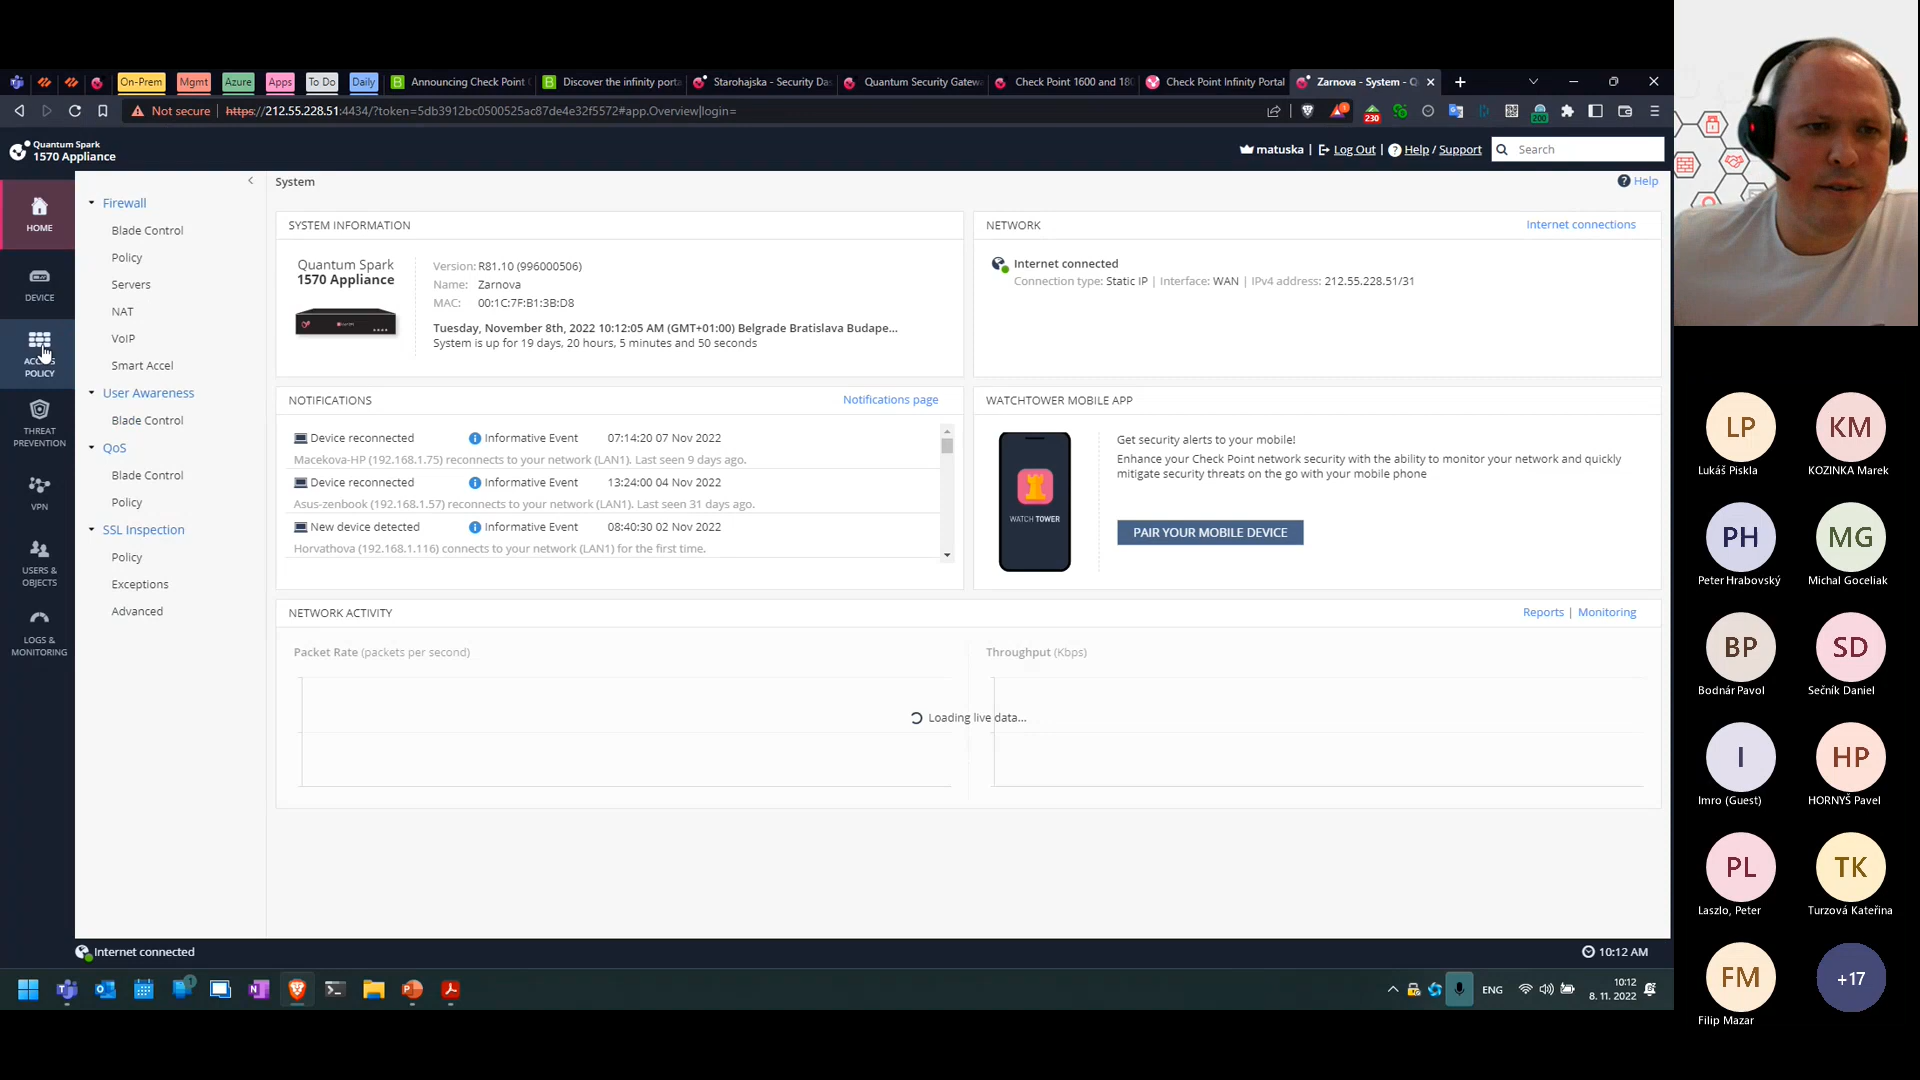 On-Prem
Mgmt
Azure
Apps
To Do
Daily
Announcing Check Point
Discover the infinity porta
Starohajska - Security Da
Quantum Security Gatew
Check Point 1600 and 180
Check Point Infinity Portal
Zarnova - System - Q
Not secure
https://212.55.228.51:4434/?token=5db3912bc0500525ac87de4e32f5572#app.Overview|login=
230
200
Quantum Spark
1570 Appliance
matuska | Log Out | Help / Support
Search
HOME
DEVICE
ACCESS
POLICY
THREAT
PREVENTION
VPN
USERS &
OBJECTS
LOGS &
MONITORING
Firewall
Blade Control
Policy
Servers
NAT
VoIP
Smart Accel
User Awareness
Blade Control
QoS
Blade Control
Policy
SSL Inspection
Policy
Exceptions
Advanced
System
Help
SYSTEM INFORMATION
Quantum Spark
1570 Appliance
Version: R81.10 (996000506)
Name: Zarnova
MAC: 00:1C:7F:B1:3B:D8
Tuesday, November 8th, 2022 10:12:05 AM (GMT+01:00) Belgrade Bratislava Budape...
System is up for 19 days, 20 hours, 5 minutes and 50 seconds
NETWORK
Internet connections
Internet connected
Connection type: Static IP | Interface: WAN | IPv4 address: 212.55.228.51/31
NOTIFICATIONS
Notifications page
Device reconnected
Informative Event
07:14:20 07 Nov 2022
Macekova-HP (192.168.1.75) reconnects to your network (LAN1). Last seen 9 days ago.
Device reconnected
Informative Event
13:24:00 04 Nov 2022
Asus-zenbook (192.168.1.57) reconnects to your network (LAN1). Last seen 31 days ago.
New device detected
Informative Event
08:40:30 02 Nov 2022
Horvathova (192.168.1.116) connects to your network (LAN1) for the first time.
WATCHTOWER MOBILE APP
WATCH TOWER
Get security alerts to your mobile!
Enhance your Check Point network security with the ability to monitor your network and quickly
mitigate security threats on the go with your mobile phone
PAIR YOUR MOBILE DEVICE
NETWORK ACTIVITY
Reports | Monitoring
Packet Rate (packets per second)
Throughput (Kbps)
Loading live data...
Internet connected
10:12 AM
ENG
10:12
8. 11. 2022
LP
Lukáš Piskla
KM
KOZINKA Marek
PH
Peter Hrabovský
MG
Michal Goceliak
BP
Bodnár Pavol
SD
Sečník Daniel
I
Imro (Guest)
HP
HORNYŠ Pavel
PL
Laszlo, Peter
TK
Turzová Kateřina
FM
Filip Mazar
+17